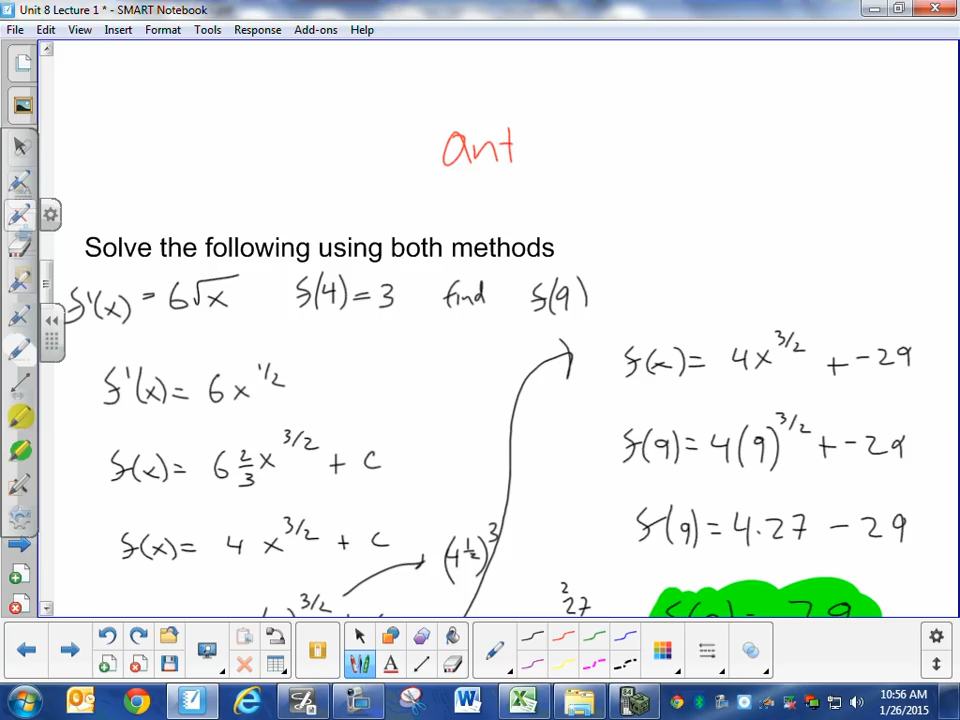 Unit 8 Lecture 1 * - SMART Notebook
File Edit View Insert Format Tools Response Add-ons Help
ant
Solve the following using both methods
f'(x) = 6√x f(4) = 3 find f(9)
f'(x) = 6x^1/2
f(x) = 6 2/3 x^3/2 + C
f(x) = 4 x^3/2 + C
(4^1/2)^3
f(x) = 4x^3/2 + -29
f(9) = 4(9)^3/2 + -29
f(9) = 4·27 - 29
2
27
f(9) = 79
10:56 AM
1/26/2015